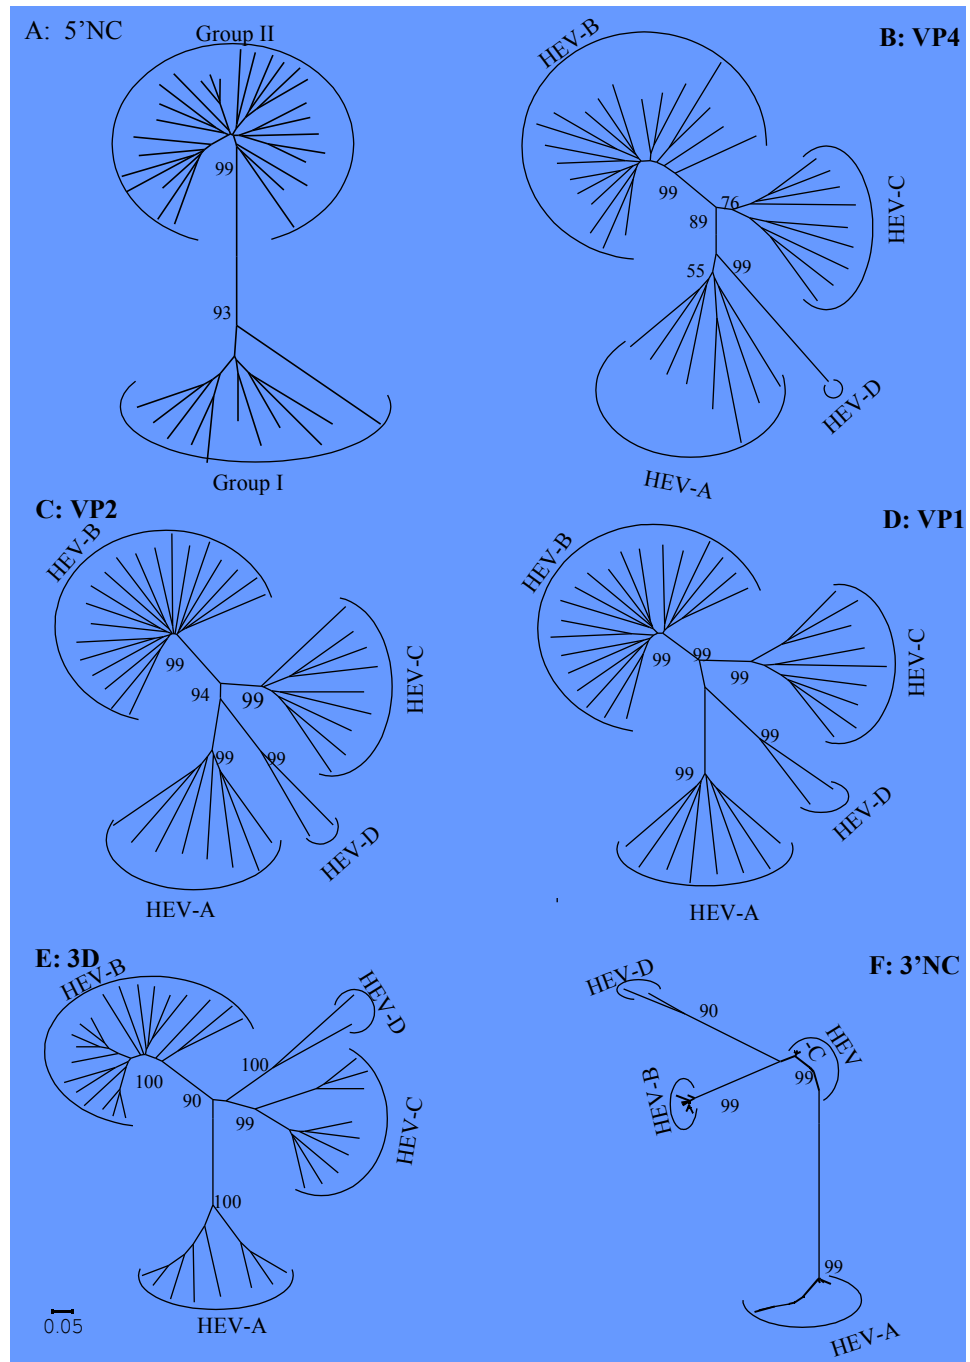 A: 5’NC
Group II
99
93
Group I
B: VP4
HEV-B
99
76
89
HEV-C
55
99
HEV-D
HEV-A
C: VP2
HEV-B
99
94
99
HEV-C
99
99
HEV-D
HEV-A
D: VP1
HEV-B
99
99
99
HEV-C
99
99
HEV-D
HEV-A
E: 3D
HEV-B
HEV-D
100
100
90
99
HEV-C
100
HEV-A
0.05
F: 3’NC
HEV-D
90
HEV
-C
99
HEV-B
99
99
HEV-A